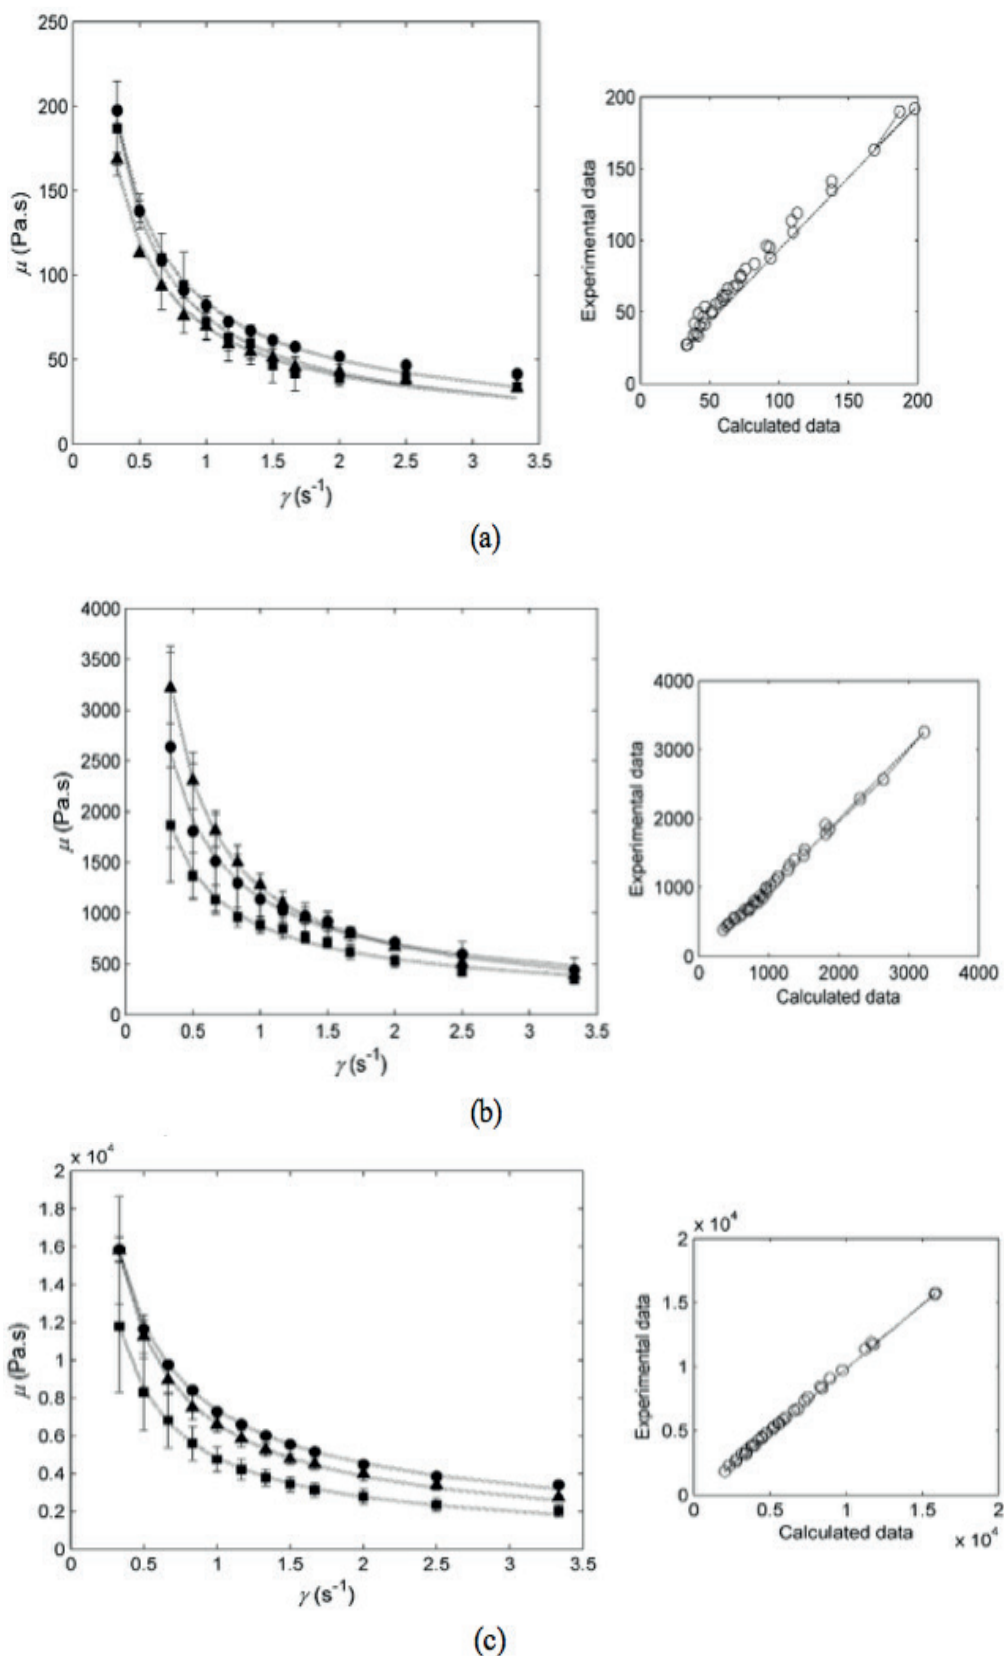 250
200
150
100
50
0
μ (Pa.s)
0 0.5 1 1.5 2 2.5 3 3.5
γ (s⁻¹)
200
150
100
50
0
Experimental data
0 50 100 150 200
Calculated data
(a)
4000
3500
3000
2500
2000
1500
1000
500
0
μ (Pa.s)
0 0.5 1 1.5 2 2.5 3 3.5
γ (s⁻¹)
4000
3000
2000
1000
0
Experimental data
0 1000 2000 3000 4000
Calculated data
(b)
x 10⁴
2
1.8
1.6
1.4
1.2
1
0.8
0.6
0.4
0.2
0
μ (Pa.s)
0 0.5 1 1.5 2 2.5 3 3.5
γ (s⁻¹)
x 10⁴
2
1.5
1
0.5
0
Experimental data
0 0.5 1 1.5 2
Calculated data
x 10⁴
(c)